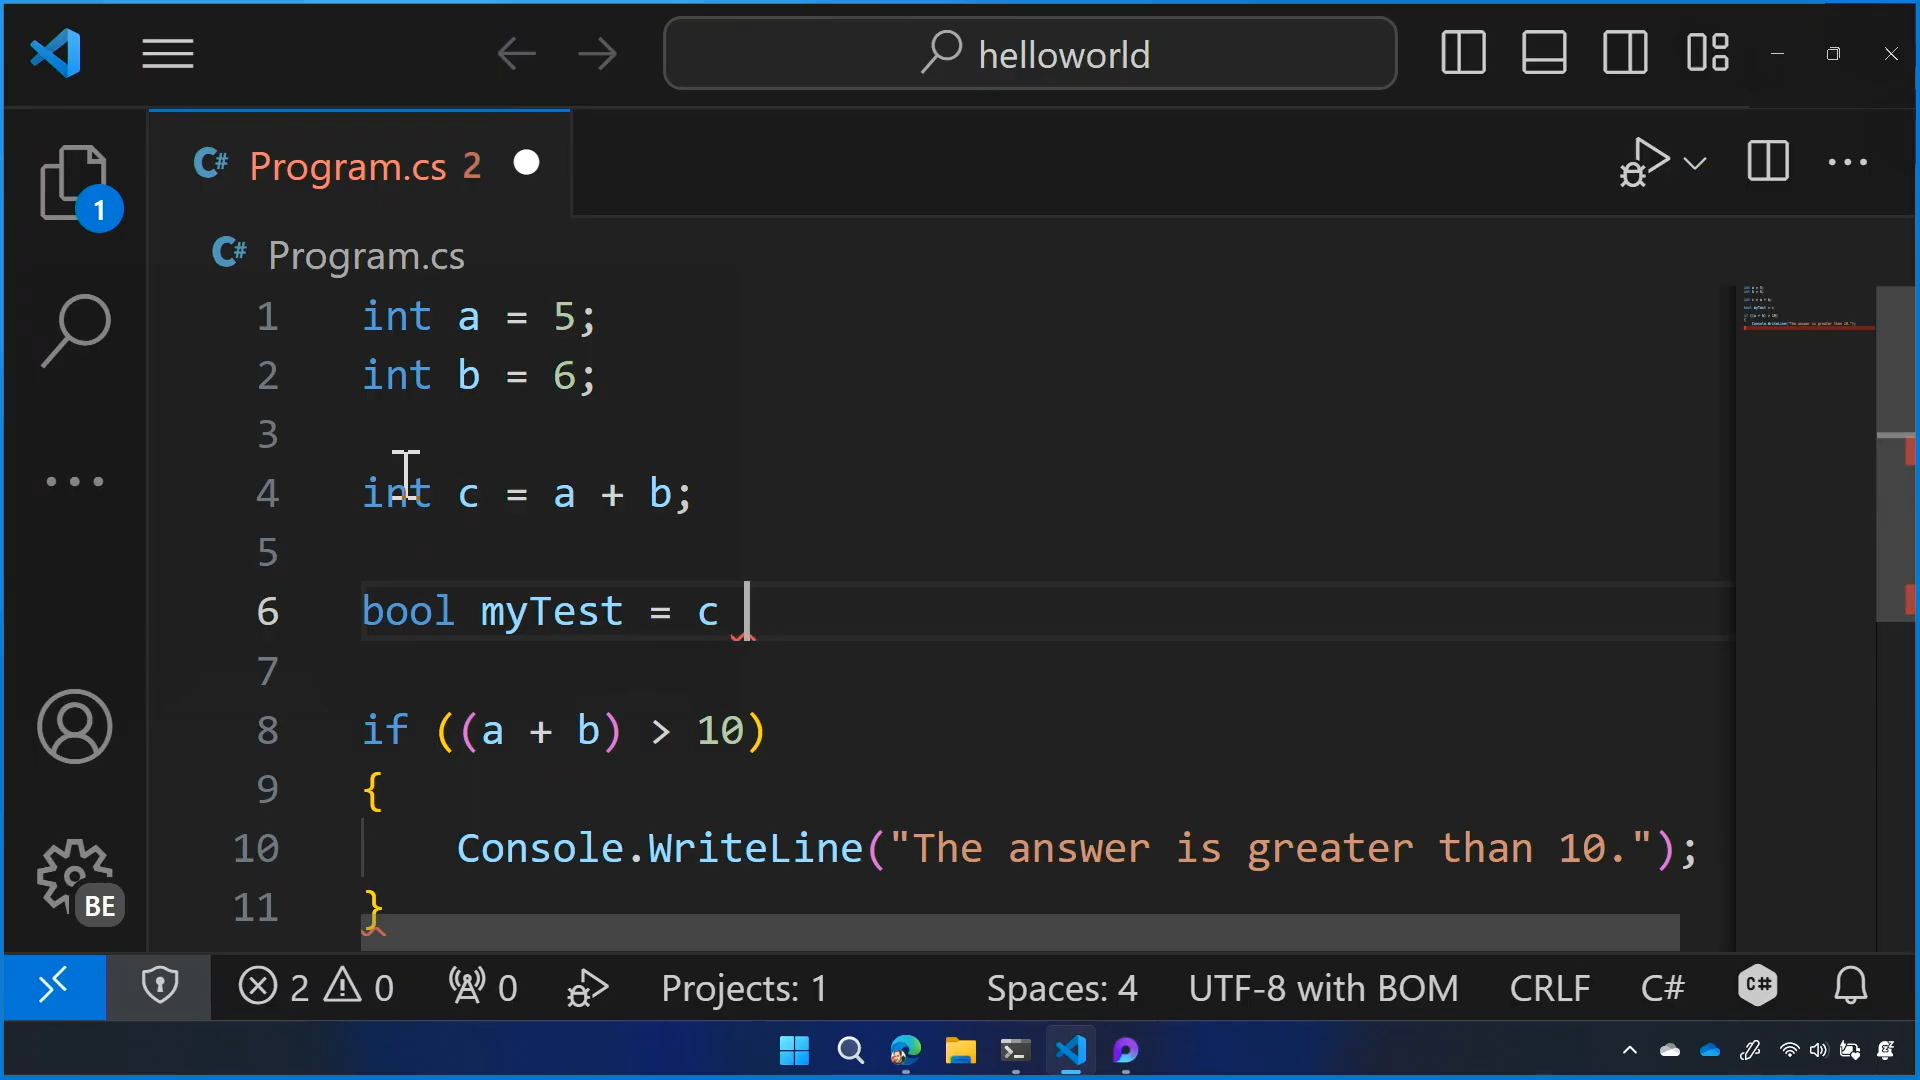 helloworld
C# Program.cs 2
1
C# Program.cs
1 int a = 5;
2 int b = 6;
3
4 int c = a + b;
5
6 bool myTest = c
7
8 if ((a + b) > 10)
9 {
10 Console.WriteLine("The answer is greater than 10.");
11 }
BE
2 0 0 Projects: 1 Spaces: 4 UTF-8 with BOM CRLF C# C#